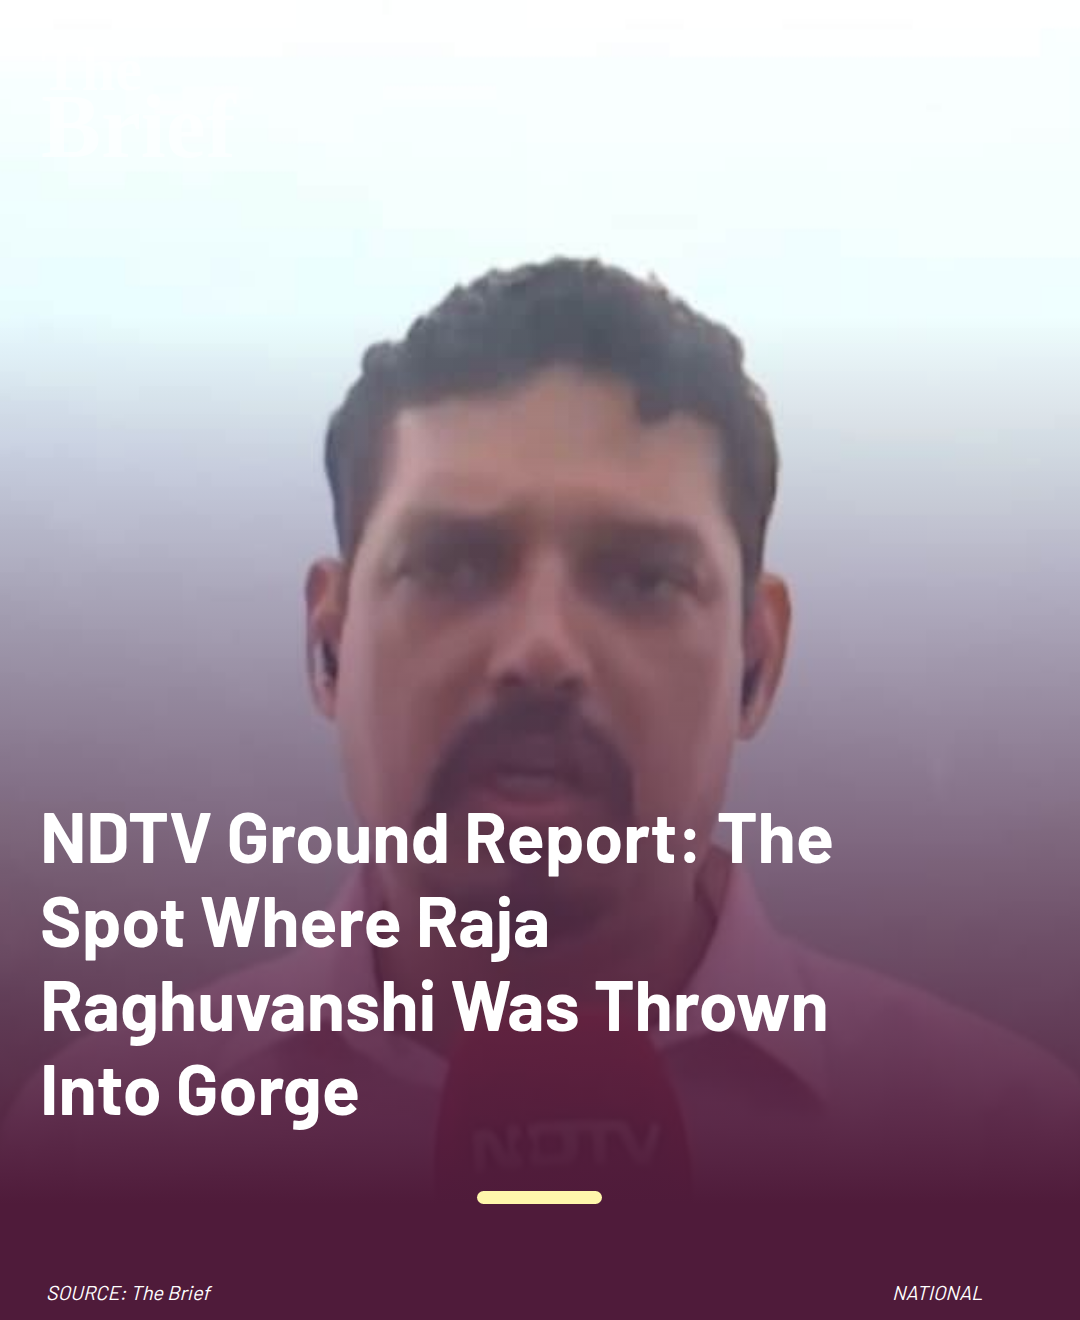 Brief
NDTV Ground Report: The
Spot Where Raja
Raghuvanshi Was Thrown
Into Gorge
NDTV
SOURCE: The Brief
NATIONAL